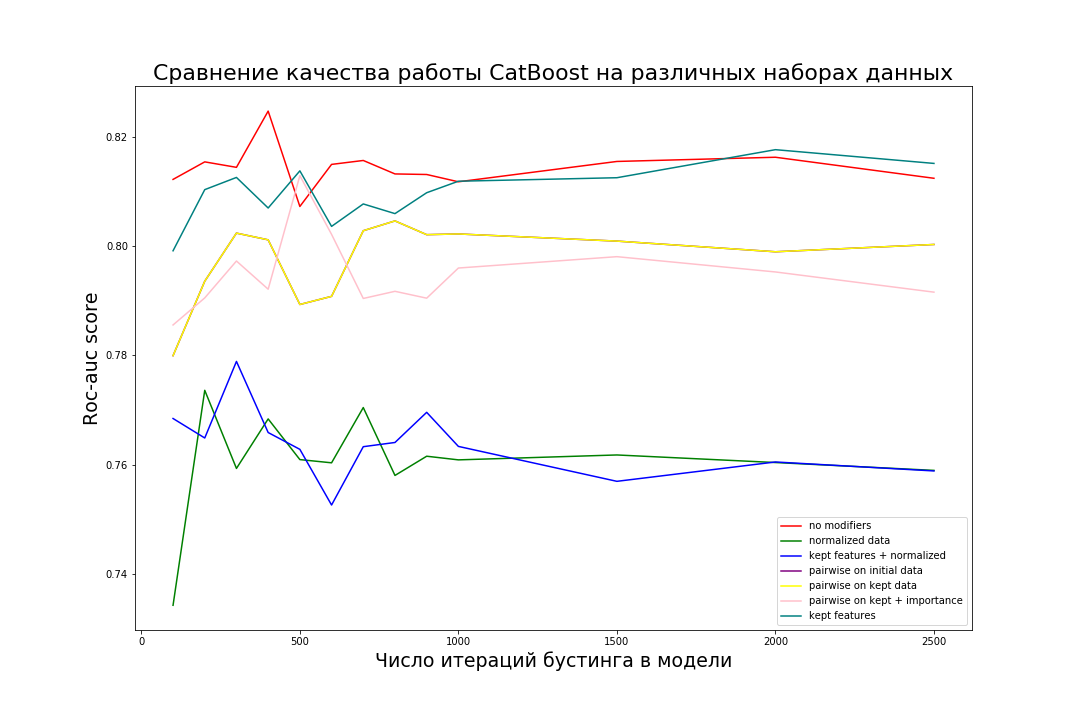 Сравнение качества работы CatBoost на различных наборах данных
Roc-auc score
0.82
0.80
0.78
0.76
0.74
0
500
1000
1500
2000
2500
Число итераций бустинга в модели
no modifiers
normalized data
kept features + normalized
pairwise on initial data
pairwise on kept data
pairwise on kept + importance
kept features